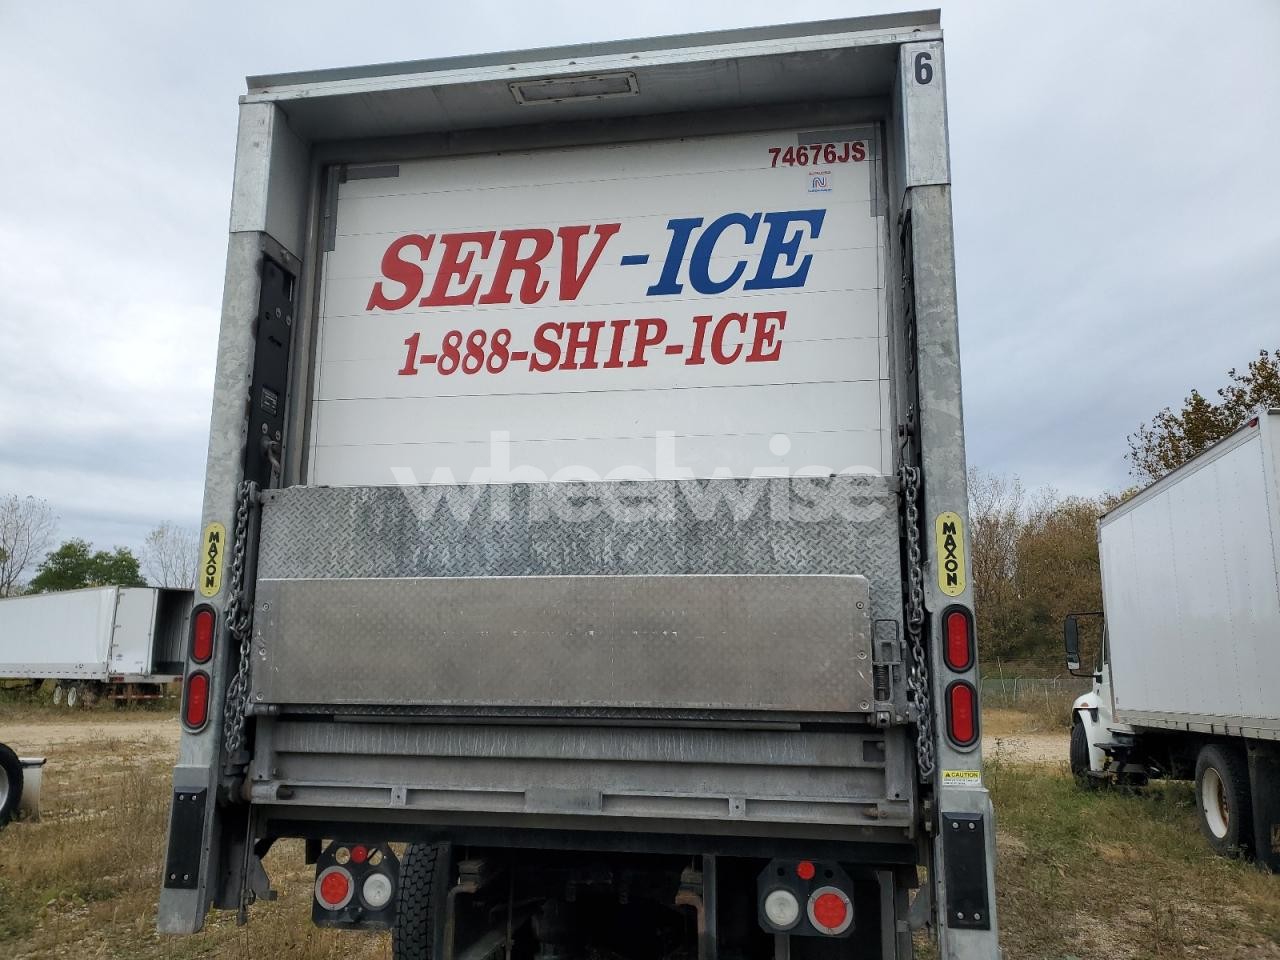 6
74676JS
SERV-ICE
1-888-SHIP-ICE
wheelwise
MAXON
MAXON
CAUTION